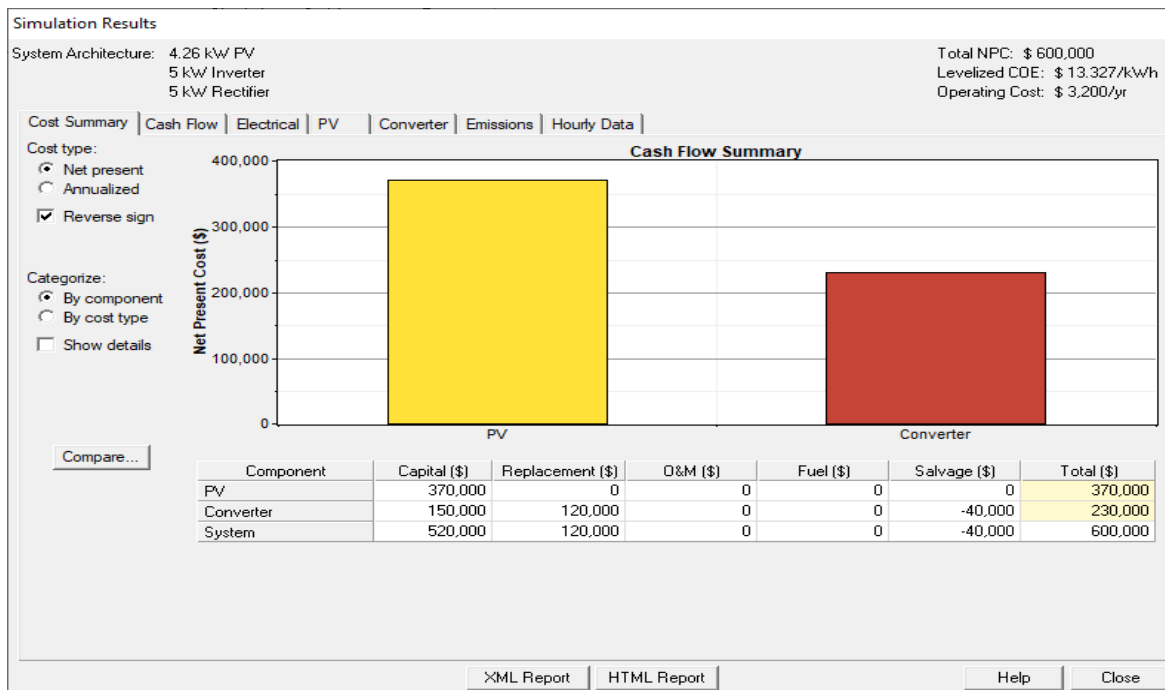 Simulation Results
System Architecture: 4.26 kW PV
5 kW Inverter
5 kW Rectifier
Total NPC: $ 600,000
Levelized COE: $ 13.327/kWh
Operating Cost: $ 3,200/yr
Cost Summary Cash Flow Electrical PV Converter Emissions Hourly Data
Cost type:
Net present
Annualized
Reverse sign
Categorize:
By component
By cost type
Show details
Compare...
Cash Flow Summary
Net Present Cost ($)
400,000
300,000
200,000
100,000
0
PV Converter
Component Capital ($) Replacement ($) O&M ($) Fuel ($) Salvage ($) Total ($)
PV 370,000 0 0 0 0 370,000
Converter 150,000 120,000 0 0 -40,000 230,000
System 520,000 120,000 0 0 -40,000 600,000
XML Report HTML Report Help Close